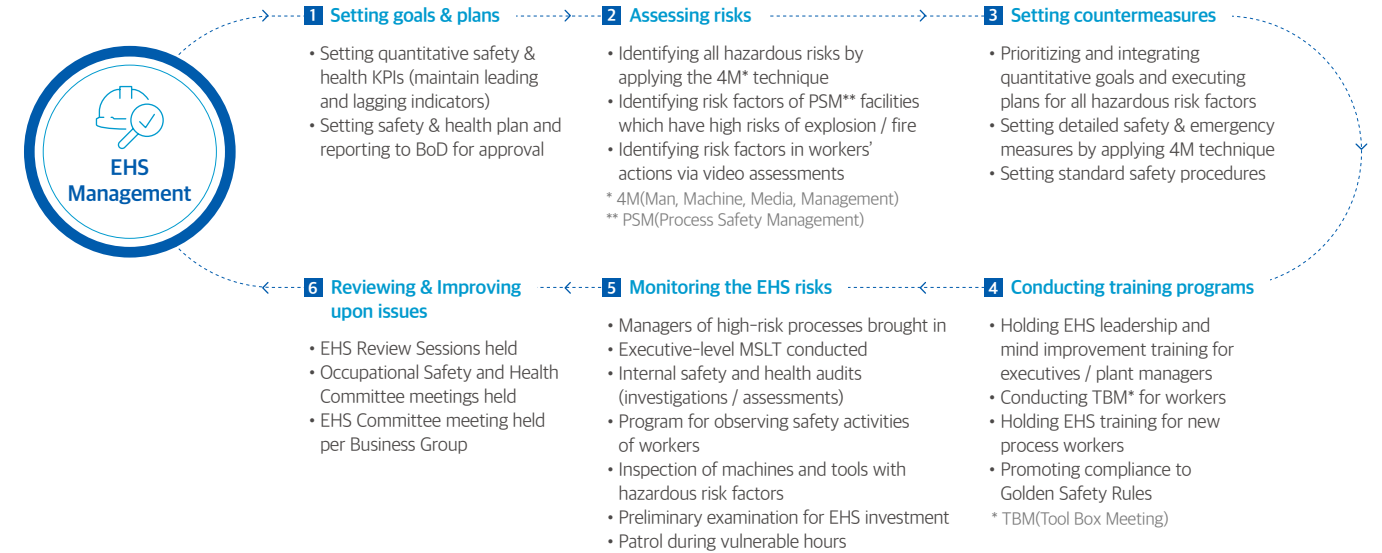 EHS
Management
1 Setting goals & plans
• Setting quantitative safety &
health KPIs (maintain leading
and lagging indicators)
• Setting safety & health plan and
reporting to BoD for approval
2 Assessing risks
• Identifying all hazardous risks by
applying the 4M* technique
• Identifying risk factors of PSM** facilities
which have high risks of explosion / fire
• Identifying risk factors in workers'
actions via video assessments
* 4M(Man, Machine, Media, Management)
** PSM(Process Safety Management)
3 Setting countermeasures
• Prioritizing and integrating
quantitative goals and executing
plans for all hazardous risk factors
• Setting detailed safety & emergency
measures by applying 4M technique
• Setting standard safety procedures
4 Conducting training programs
• Holding EHS leadership and
mind improvement training for
executives / plant managers
• Conducting TBM* for workers
• Holding EHS training for new
process workers
• Promoting compliance to
Golden Safety Rules
* TBM(Tool Box Meeting)
5 Monitoring the EHS risks
• Managers of high-risk processes brought in
• Executive-level MSLT conducted
• Internal safety and health audits
(investigations / assessments)
• Program for observing safety activities
of workers
• Inspection of machines and tools with
hazardous risk factors
• Preliminary examination for EHS investment
• Patrol during vulnerable hours
6 Reviewing & Improving
upon issues
• EHS Review Sessions held
• Occupational Safety and Health
Committee meetings held
• EHS Committee meeting held
per Business Group